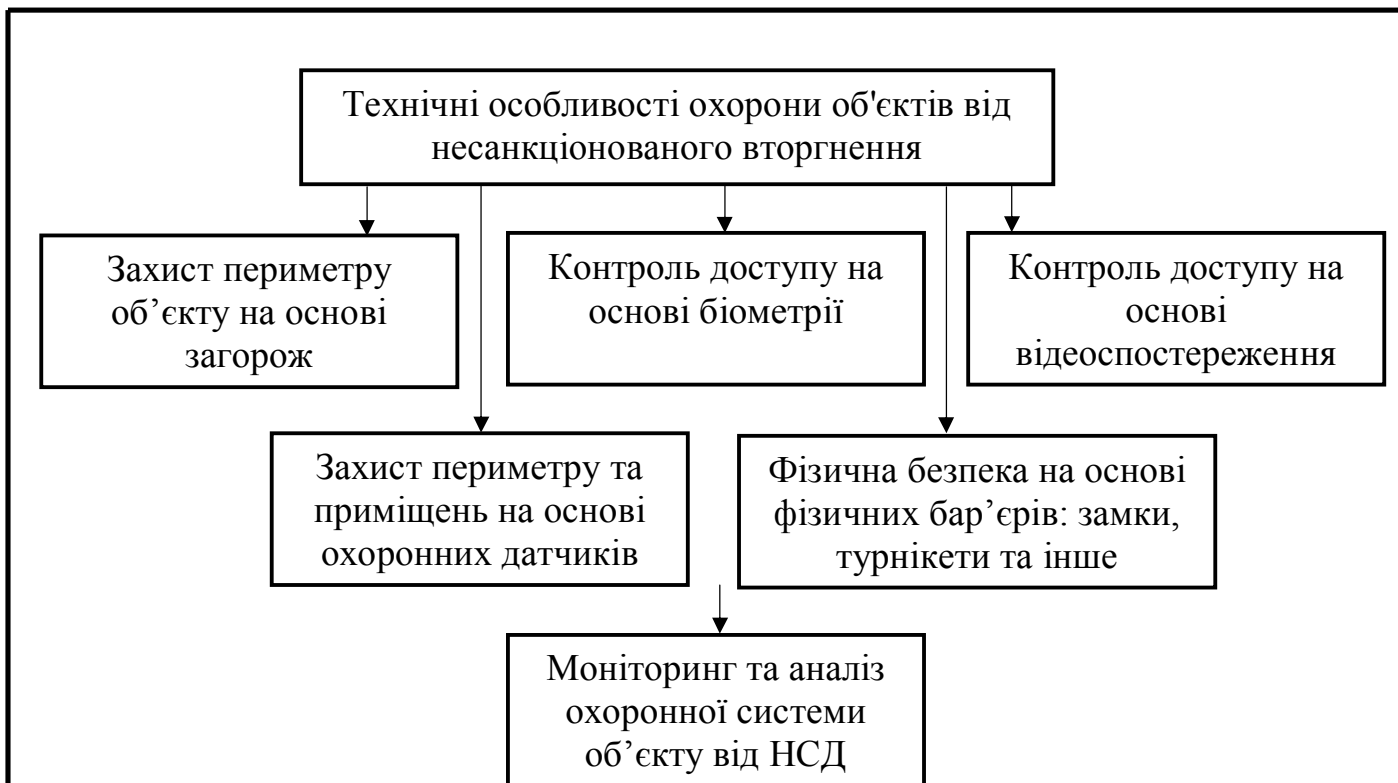 Технічні особливості охорони об'єктів від
несанкціонованого вторгнення
Захист периметру
об’єкту на основі
загорож
Контроль доступу на
основі біометрії
Контроль доступу на
основі
відеоспостереження
Захист периметру та
приміщень на основі
охоронних датчиків
Фізична безпека на основі
фізичних бар’єрів: замки,
турнікети та інше
Моніторинг та аналіз
охоронної системи
об’єкту від НСД